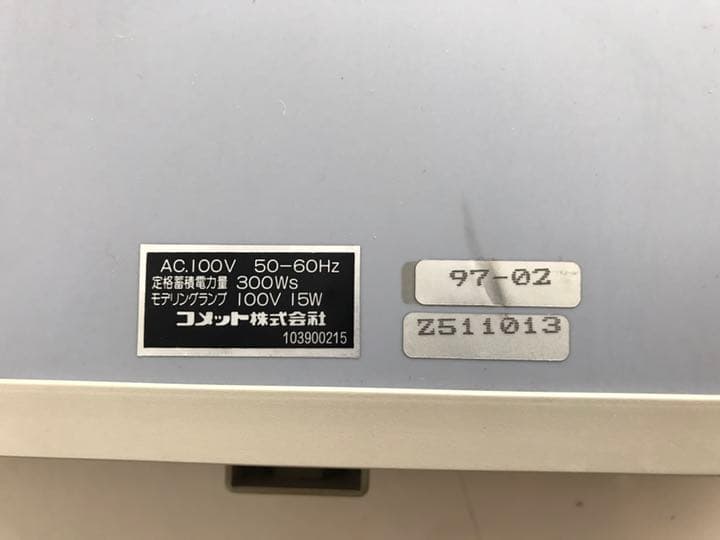 AC.100V 50-60Hz
定格蓄積電力量 300Ws
モデリングランプ 100V 15W
コメット株式会社
103900215
97-02
Z511013